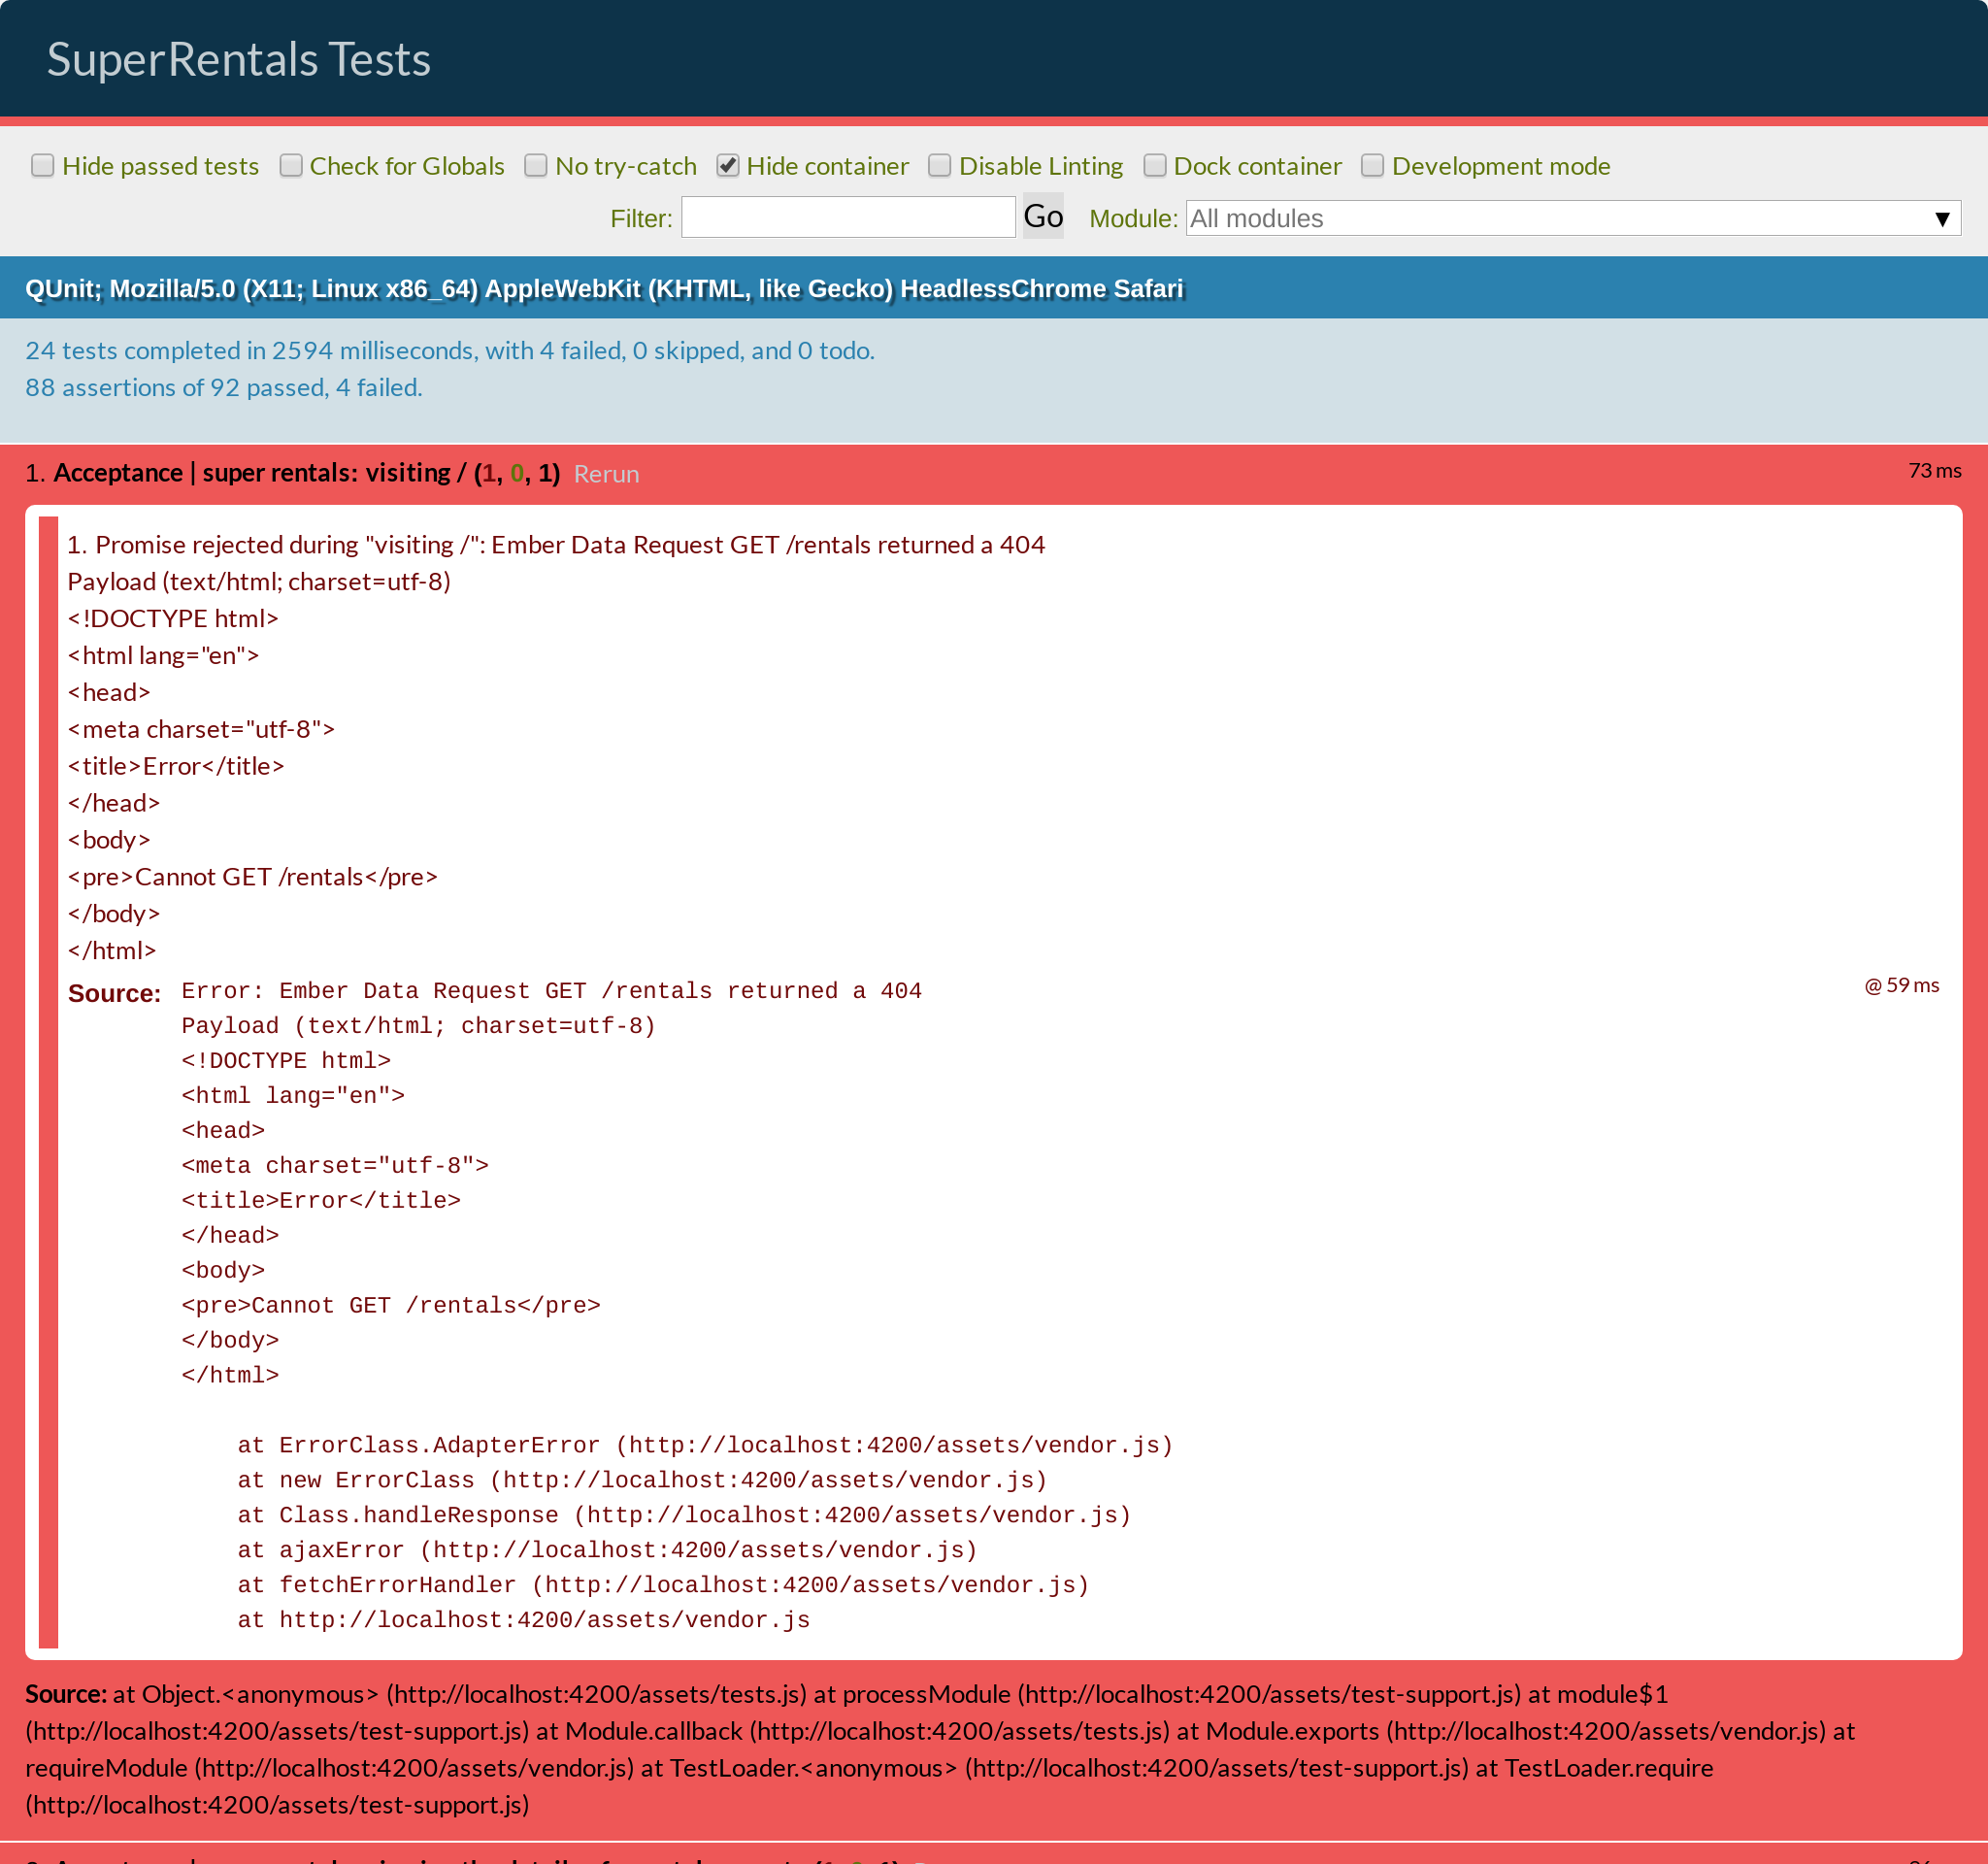 SuperRentals Tests
Hide passed tests Check for Globals No try-catch Hide container Disable Linting Dock container Development mode
Filter: Go Module: All modules ▼
QUnit; Mozilla/5.0 (X11; Linux x86_64) AppleWebKit (KHTML, like Gecko) HeadlessChrome Safari
24 tests completed in 2594 milliseconds, with 4 failed, 0 skipped, and 0 todo.
88 assertions of 92 passed, 4 failed.
1. Acceptance | super rentals: visiting / (1, 0, 1) Rerun 73 ms
1. Promise rejected during "visiting /": Ember Data Request GET /rentals returned a 404
Payload (text/html; charset=utf-8)
<!DOCTYPE html>
<html lang="en">
<head>
<meta charset="utf-8">
<title>Error</title>
</head>
<body>
<pre>Cannot GET /rentals</pre>
</body>
</html>
Source: Error: Ember Data Request GET /rentals returned a 404 @ 59 ms
Payload (text/html; charset=utf-8)
<!DOCTYPE html>
<html lang="en">
<head>
<meta charset="utf-8">
<title>Error</title>
</head>
<body>
<pre>Cannot GET /rentals</pre>
</body>
</html>
at ErrorClass.AdapterError (http://localhost:4200/assets/vendor.js)
at new ErrorClass (http://localhost:4200/assets/vendor.js)
at Class.handleResponse (http://localhost:4200/assets/vendor.js)
at ajaxError (http://localhost:4200/assets/vendor.js)
at fetchErrorHandler (http://localhost:4200/assets/vendor.js)
at http://localhost:4200/assets/vendor.js
Source: at Object.<anonymous> (http://localhost:4200/assets/tests.js) at processModule (http://localhost:4200/assets/test-support.js) at module$1
(http://localhost:4200/assets/test-support.js) at Module.callback (http://localhost:4200/assets/tests.js) at Module.exports (http://localhost:4200/assets/vendor.js) at
requireModule (http://localhost:4200/assets/vendor.js) at TestLoader.<anonymous> (http://localhost:4200/assets/test-support.js) at TestLoader.require
(http://localhost:4200/assets/test-support.js)